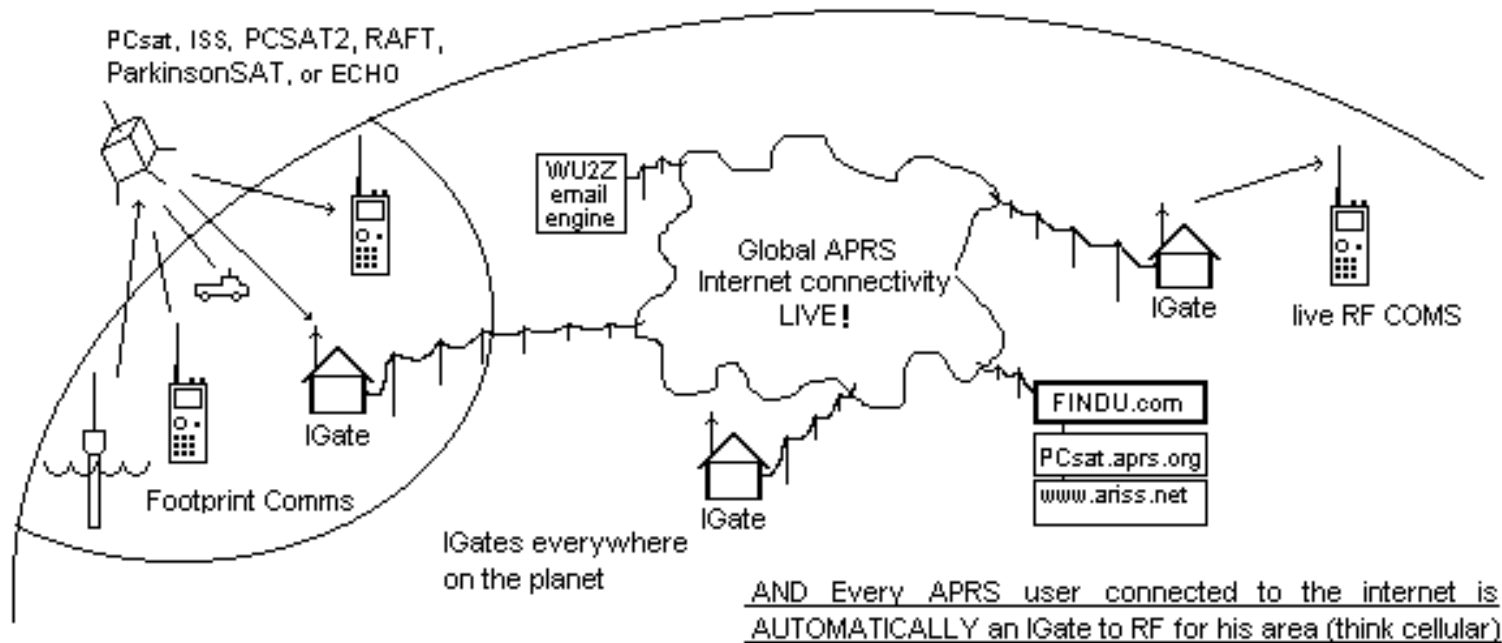 PCsat, ISS, PCSAT2, RAFT,
ParkinsonSAT, or ECHO
WU2Z
email
engine
Global APRS
Internet connectivity
LIVE!
IGate
live RF COMS
IGate
Footprint Comms
IGate
FINDU.com
PCsat.aprs.org
www.ariss.net
IGates everywhere
on the planet
AND Every APRS user connected to the internet is
AUTOMATICALLY an IGate to RF for his area (think cellular)